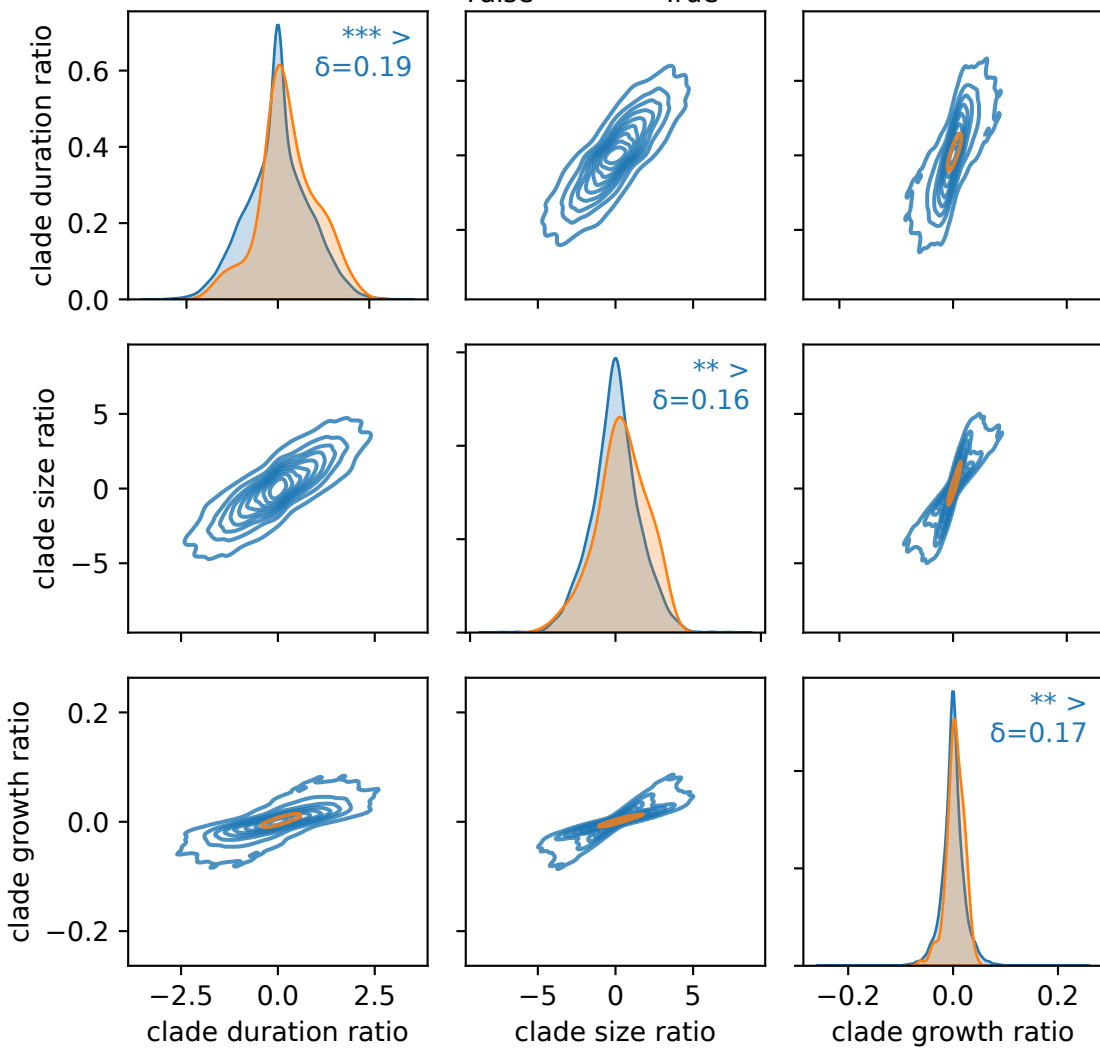 clade duration ratio
0.6
0.4
0.2
0.0
*** >
δ=0.19
clade size ratio
5
0
−5
** >
δ=0.16
clade growth ratio
0.2
0.0
−0.2
** >
δ=0.17
−2.5 0.0 2.5
−5 0 5
−0.2 0.0 0.2
clade duration ratio
clade size ratio
clade growth ratio